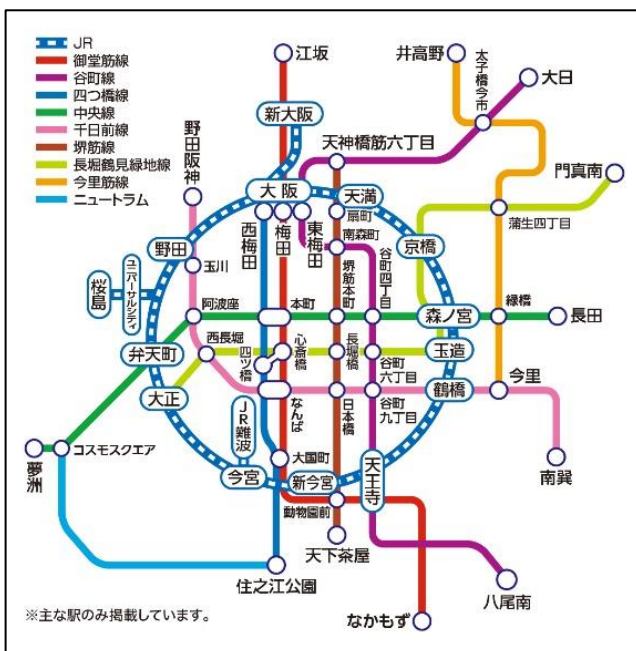 JR
御堂筋線
谷町線
四つ橋線
中央線
千日前線
堺筋線
長堀鶴見緑地線
今里筋線
ニュートラム
江坂
井高野
太子橋今市
大日
新大阪
野田阪神
天神橋筋六丁目
門真南
大阪
天満
扇町
西梅田
梅田
東梅田
南森町
蒲生四丁目
野田
京橋
玉川
ユニバーサルシティ
桜島
谷町四丁目
阿波座
本町
堺筋本町
森ノ宮
緑橋
長田
弁天町
西長堀
四ツ橋
心斎橋
長堀橋
谷町六丁目
玉造
大正
なんば
日本橋
谷町九丁目
鶴橋
今里
JR難波
夢洲
コスモスクエア
大国町
今宮
新今宮
天王寺
南巽
動物園前
天下茶屋
住之江公園
八尾南
なかもず
※主な駅のみ掲載しています。